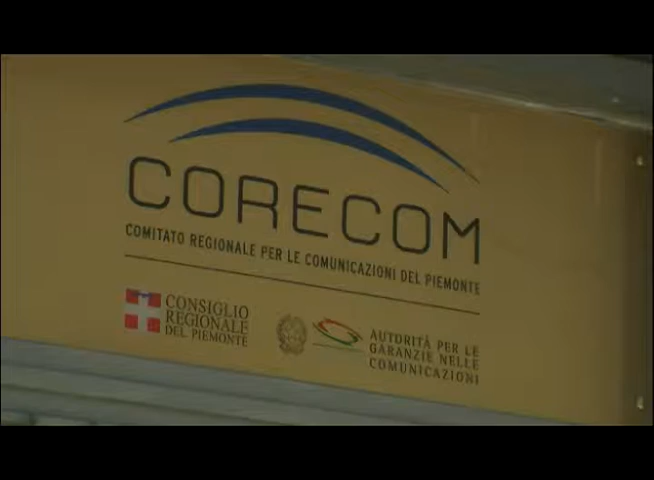 CORECOM
COMITATO REGIONALE PER LE COMUNICAZIONI DEL PIEMONTE
CONSIGLIO
REGIONALE
DEL PIEMONTE
AUTORITÀ PER LE
GARANZIE NELLE
COMUNICAZIONI